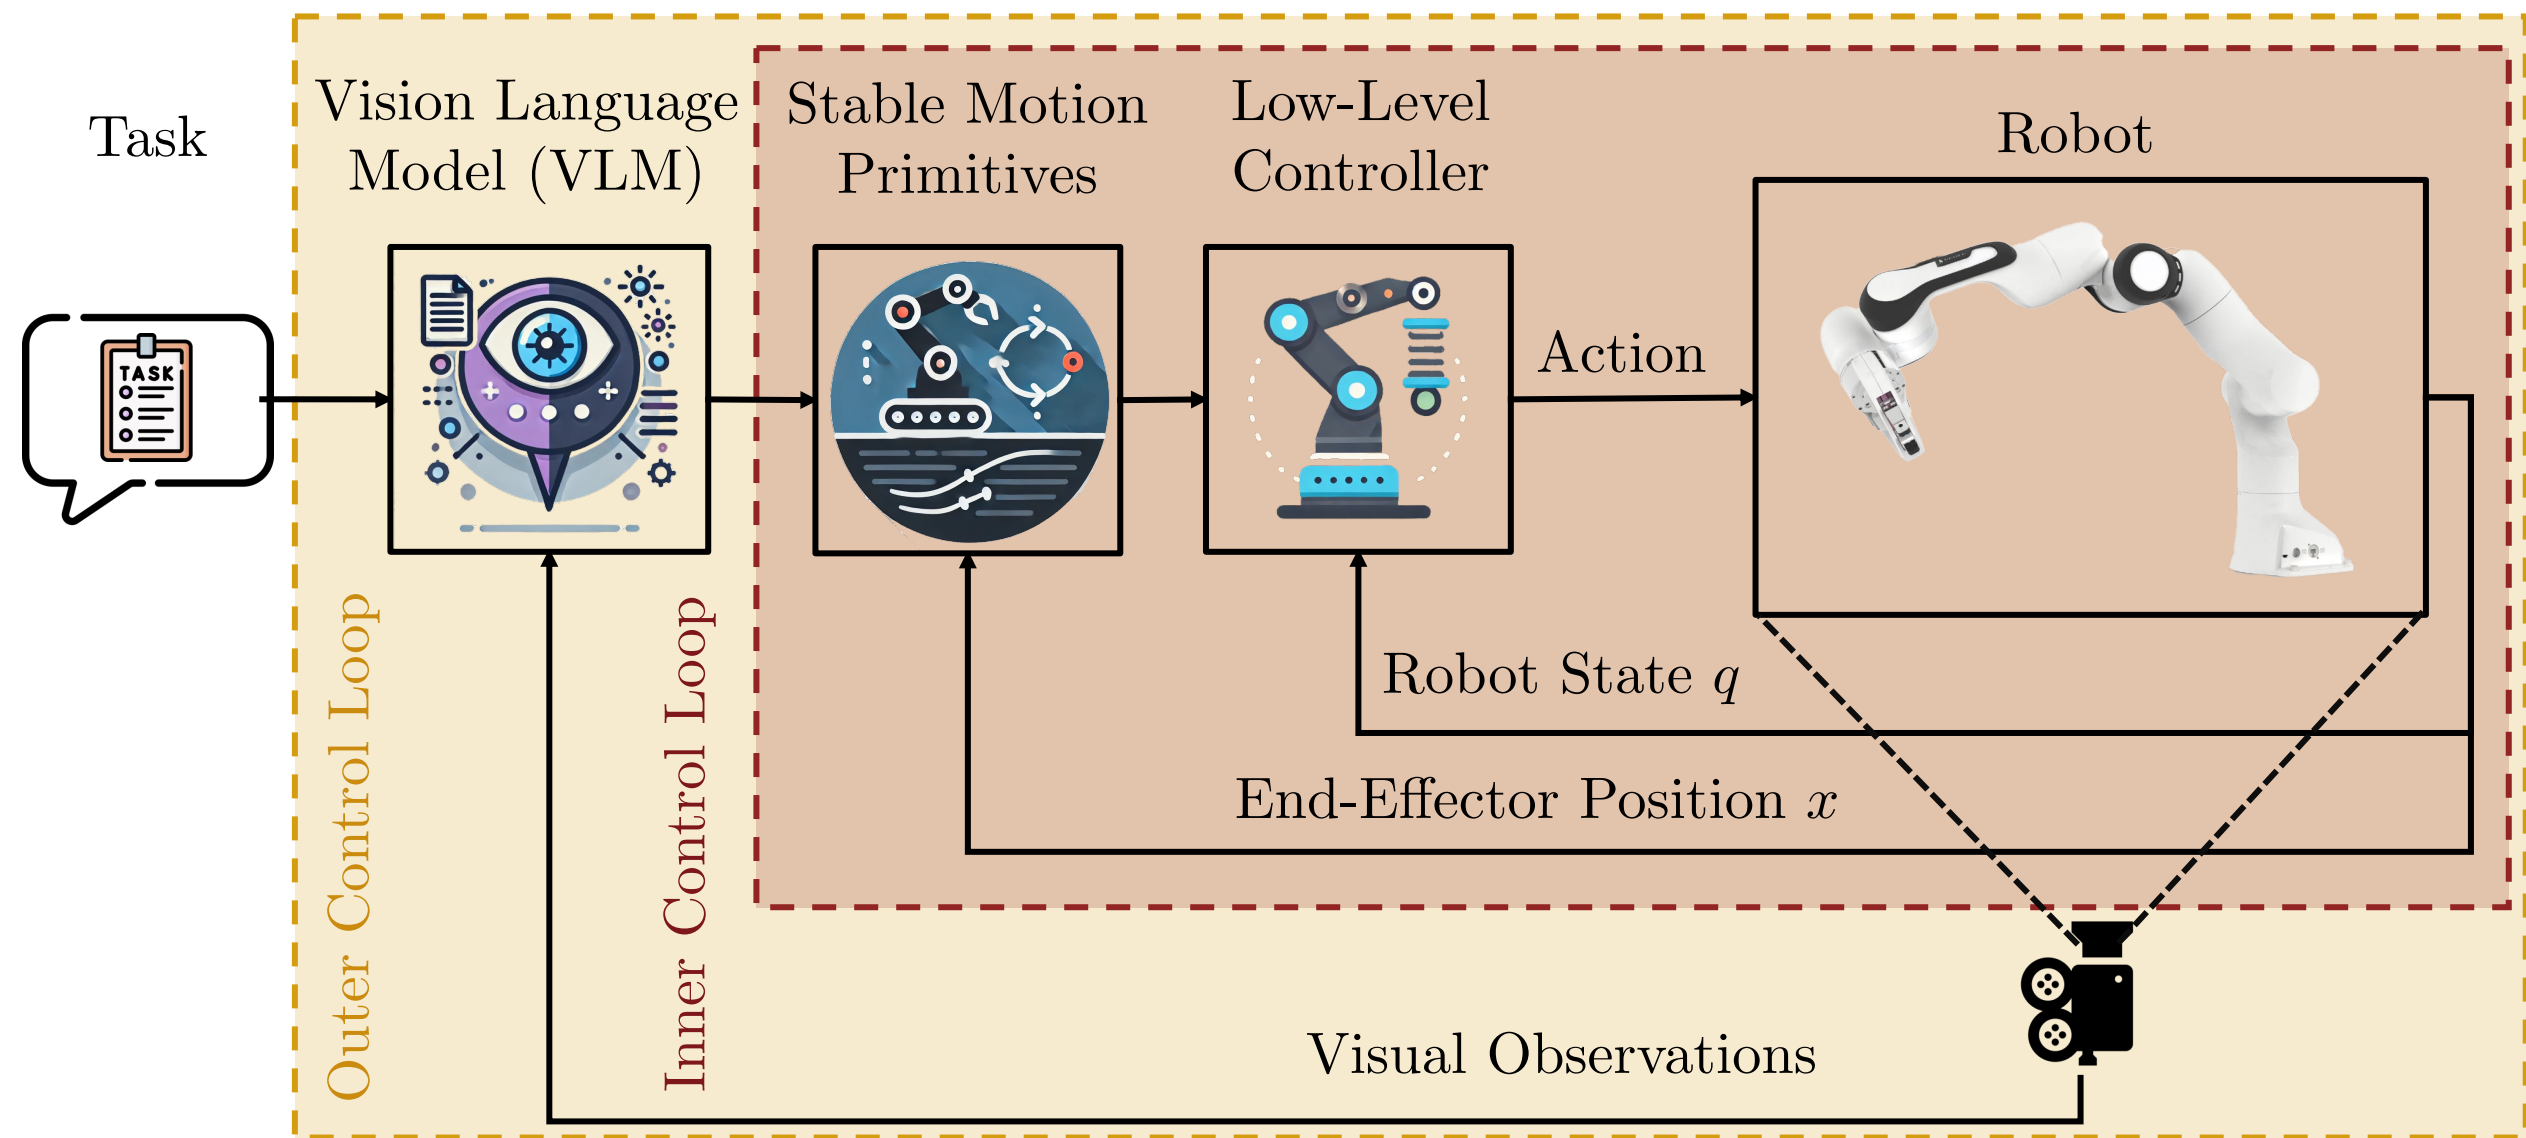 Task
Vision Language
Model (VLM)
Stable Motion
Primitives
Low-Level
Controller
Robot
TASK
Action
Robot State q
End-Effector Position x
Outer Control Loop
Inner Control Loop
Visual Observations